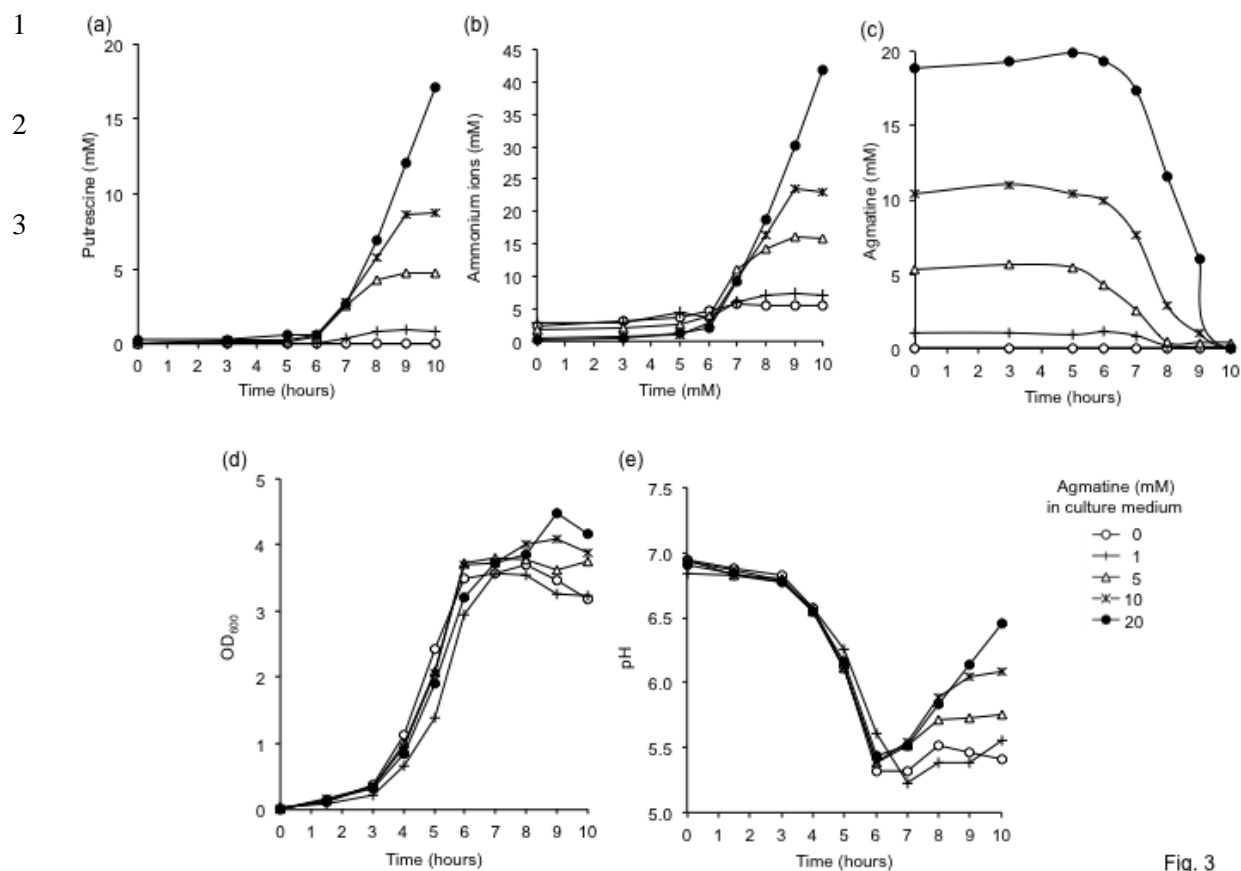 1
2
3
(a)
Putrescine (mM)
20
15
10
5
0
0 1 2 3 4 5 6 7 8 9 10
Time (hours)
(b)
Ammonium ions (mM)
45
40
35
30
25
20
15
10
5
0
0 1 2 3 4 5 6 7 8 9 10
Time (mM)
(c)
Agmatine (mM)
20
15
10
5
0
0 1 2 3 4 5 6 7 8 9 10
Time (hours)
(d)
OD600
5
4
3
2
1
0
0 1 2 3 4 5 6 7 8 9 10
Time (hours)
(e)
pH
7.5
7.0
6.5
6.0
5.5
5.0
0 1 2 3 4 5 6 7 8 9 10
Time (hours)
Agmatine (mM)
in culture medium
0
1
5
10
20
Fig. 3